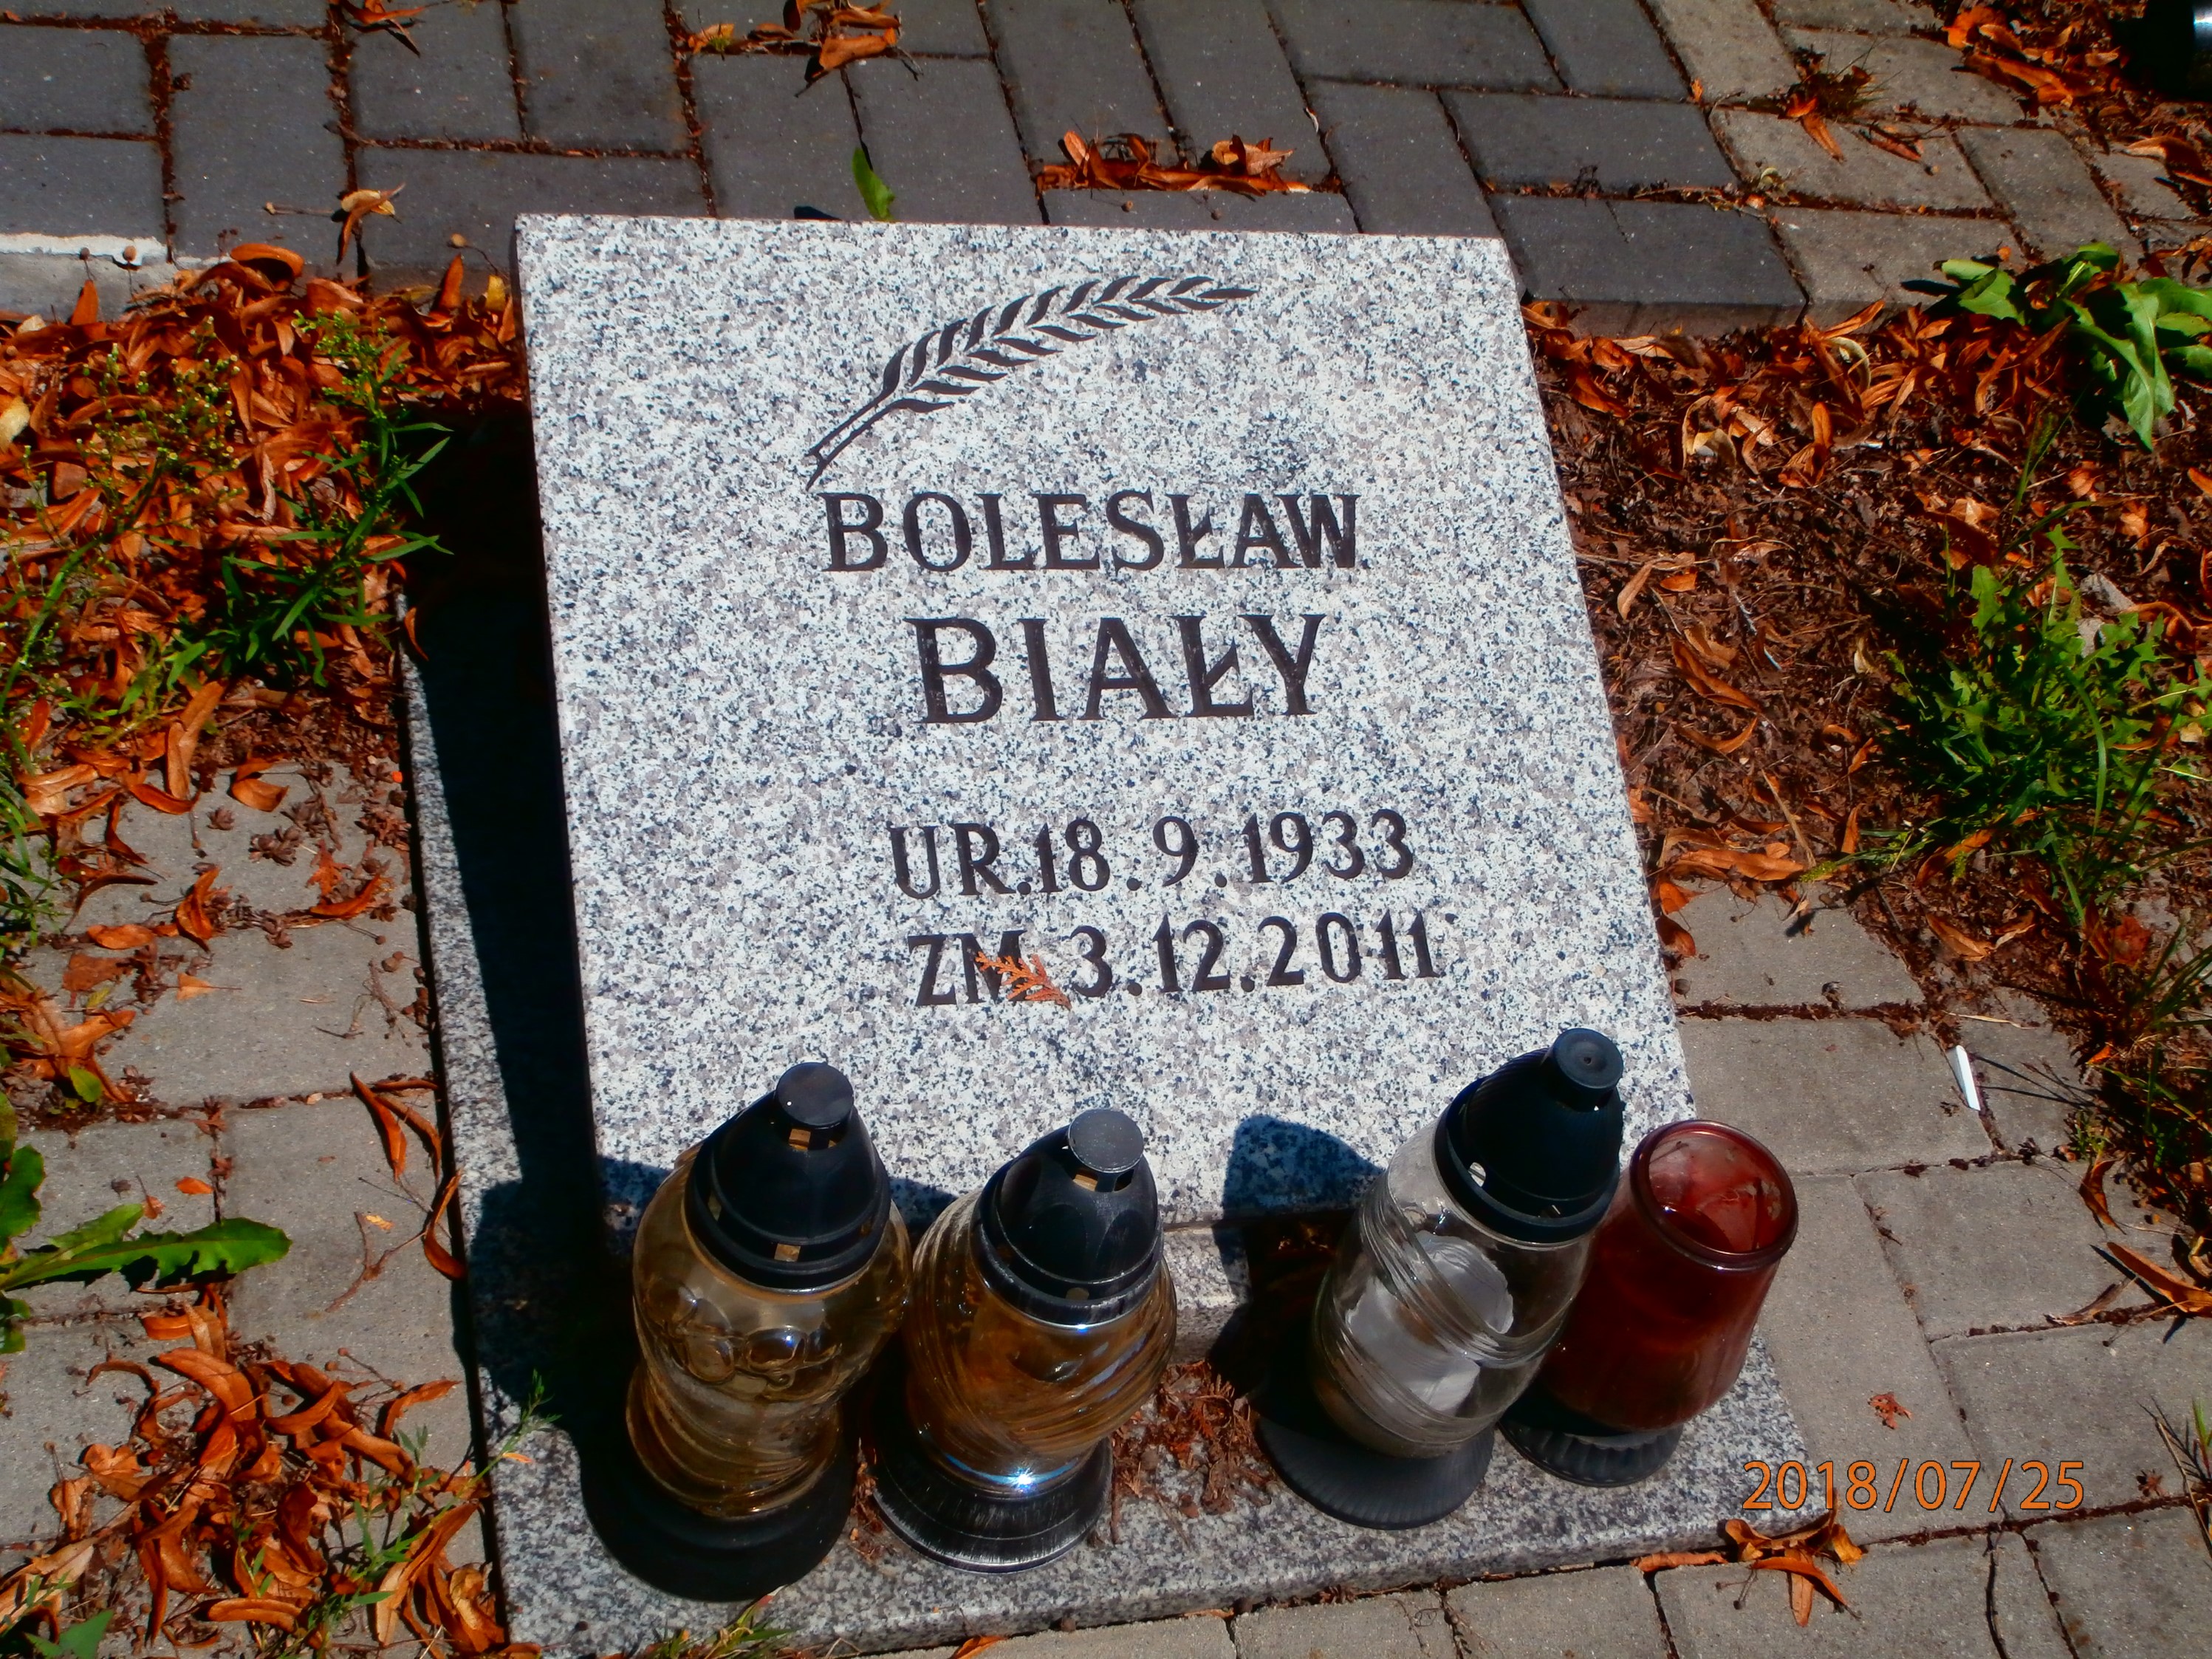 BOLESŁAW
BIAŁY
UR.18.9.1933
ZM 3.12.2011
2018/07/25